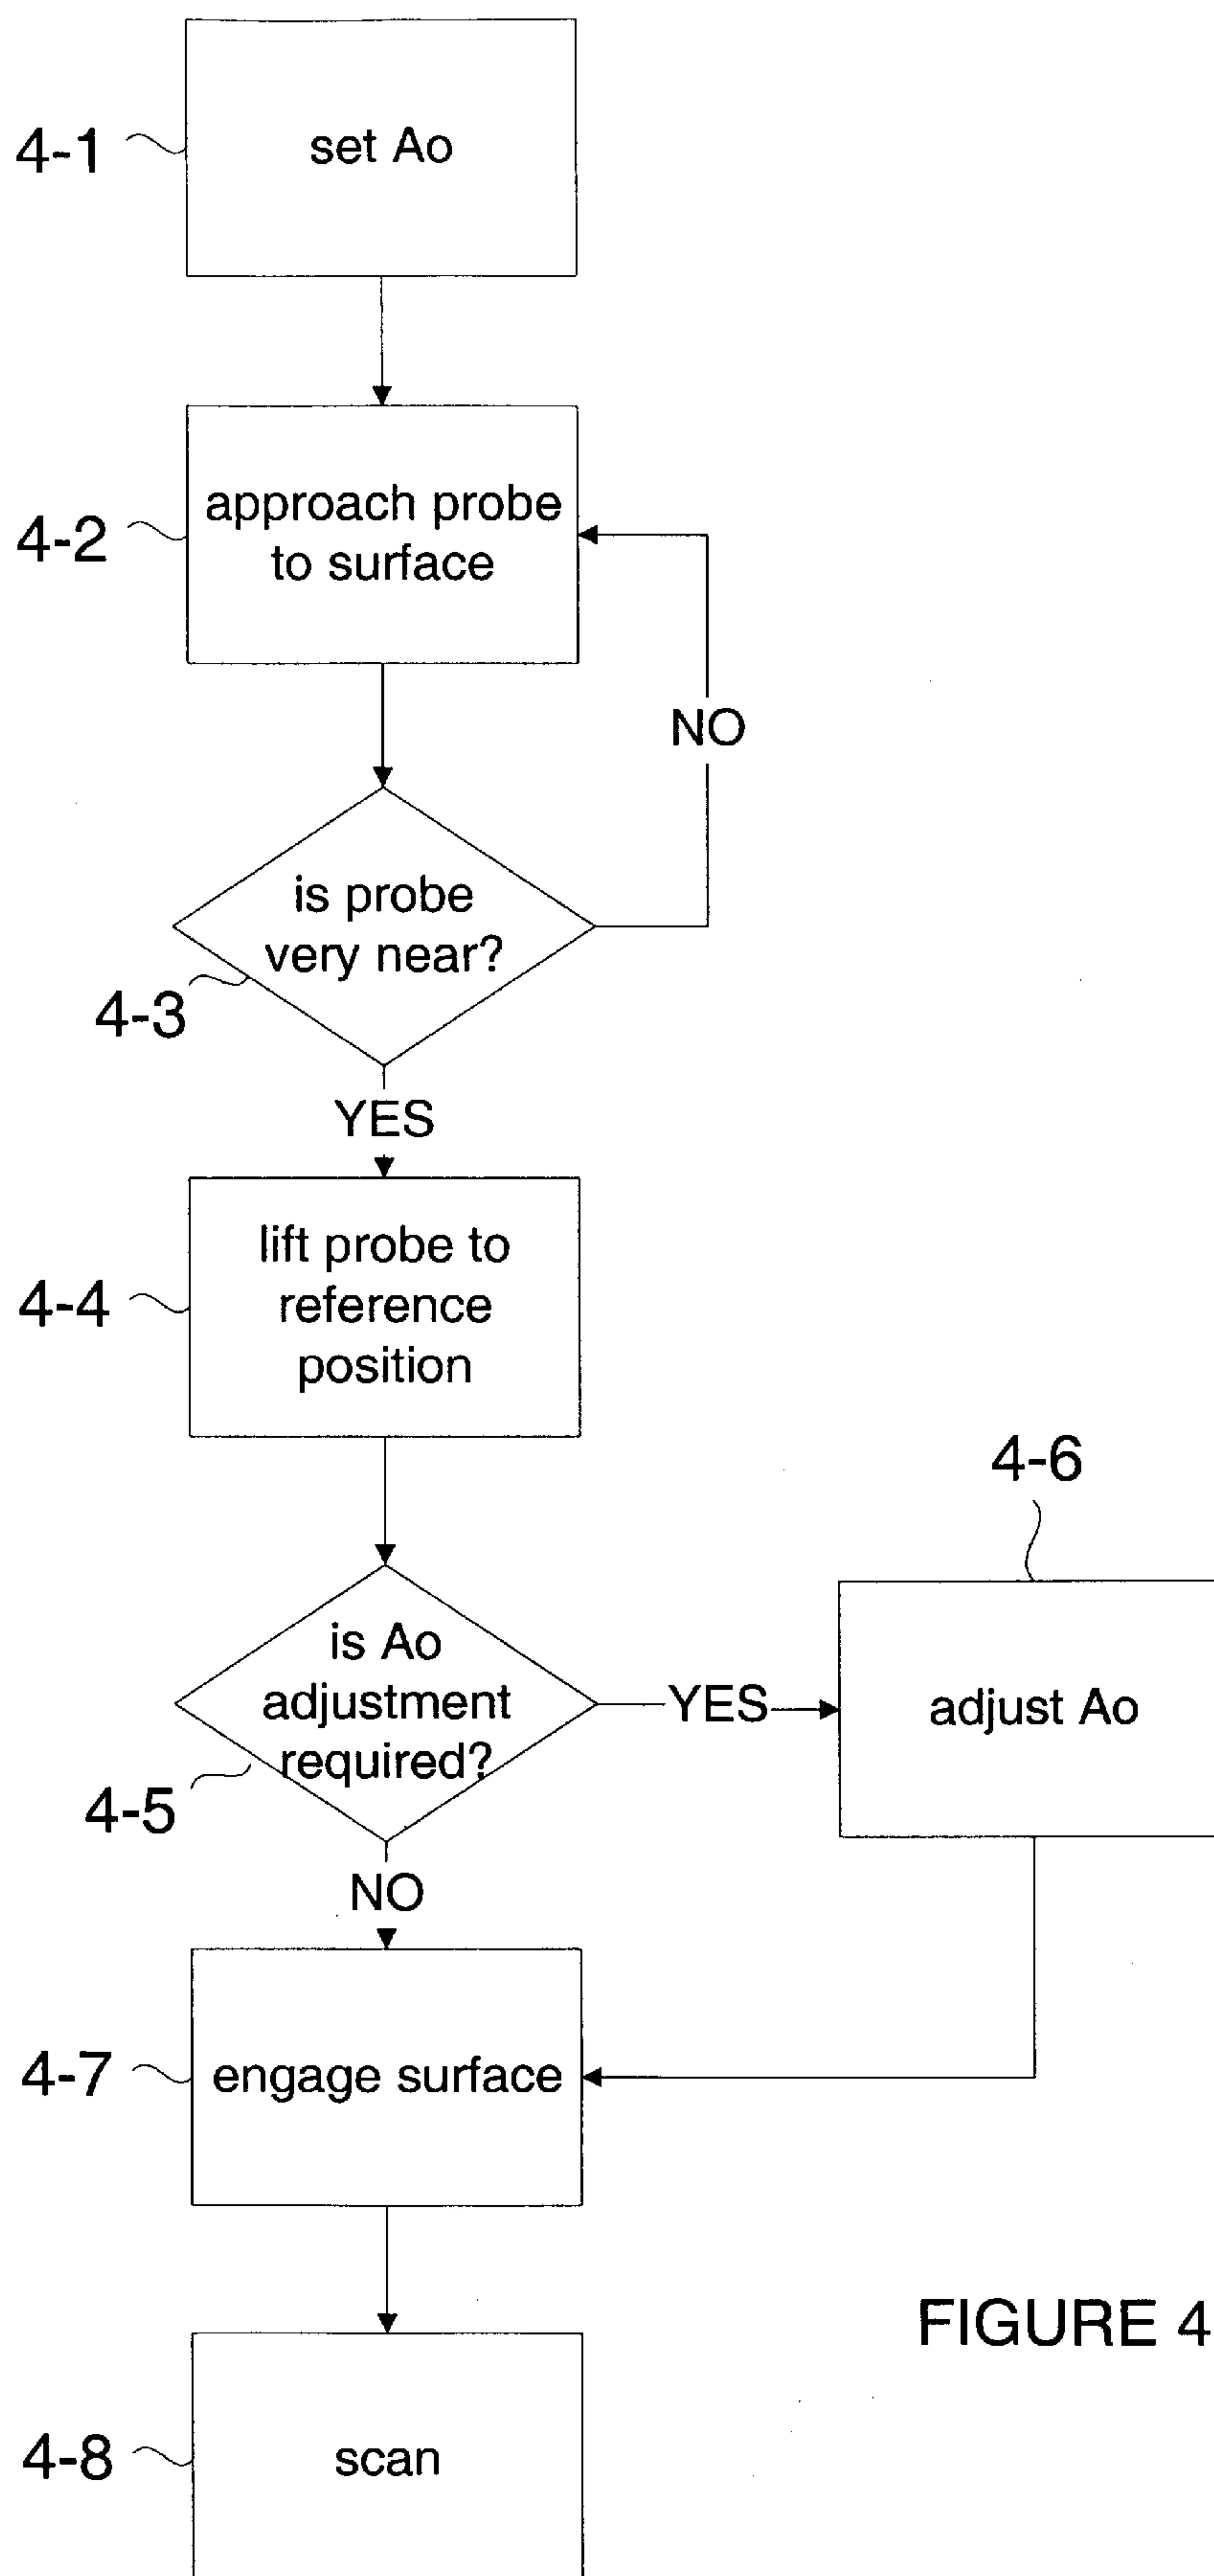 4-1
set Ao
4-2
approach probe
to surface
NO
is probe
very near?
4-3
YES
lift probe to
reference
position
4-4
4-6
is Ao
adjustment
required?
YES
adjust Ao
4-5
NO
4-7
engage surface
FIGURE 4
4-8
scan